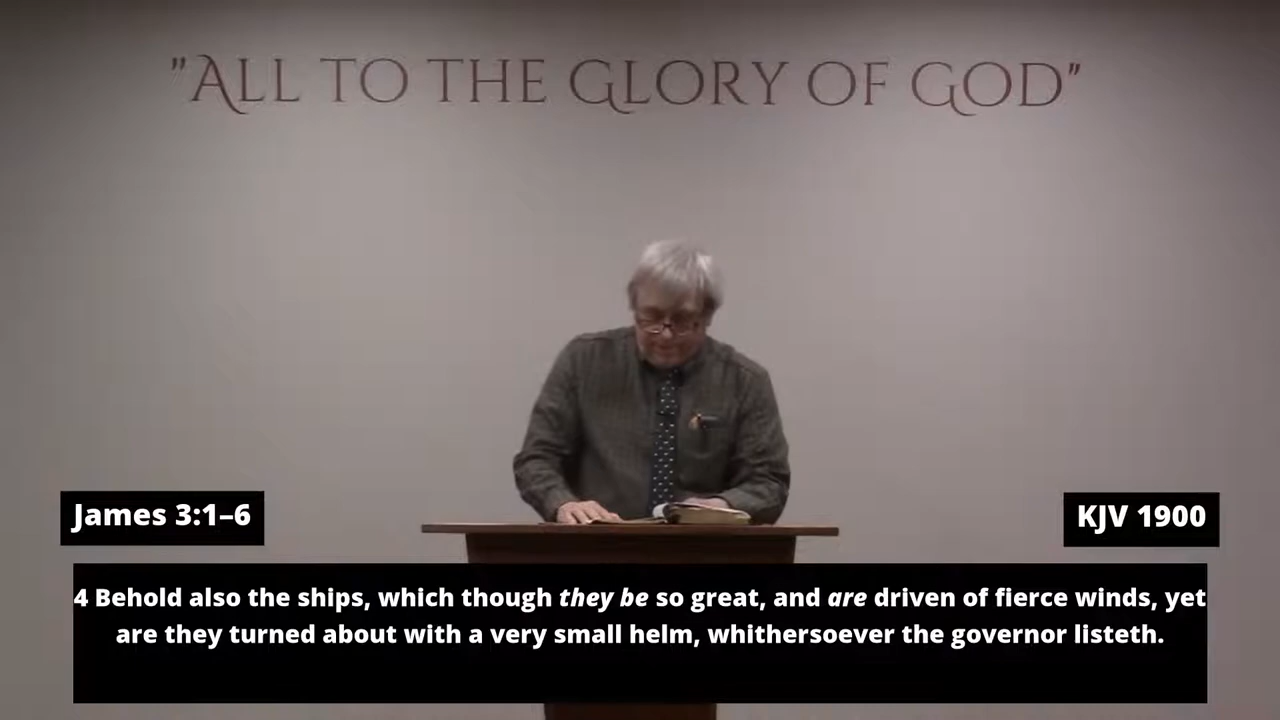 "ALL TO THE GLORY OF GOD"
James 3:1–6
KJV 1900
4 Behold also the ships, which though they be so great, and are driven of fierce winds, yet
are they turned about with a very small helm, whithersoever the governor listeth.